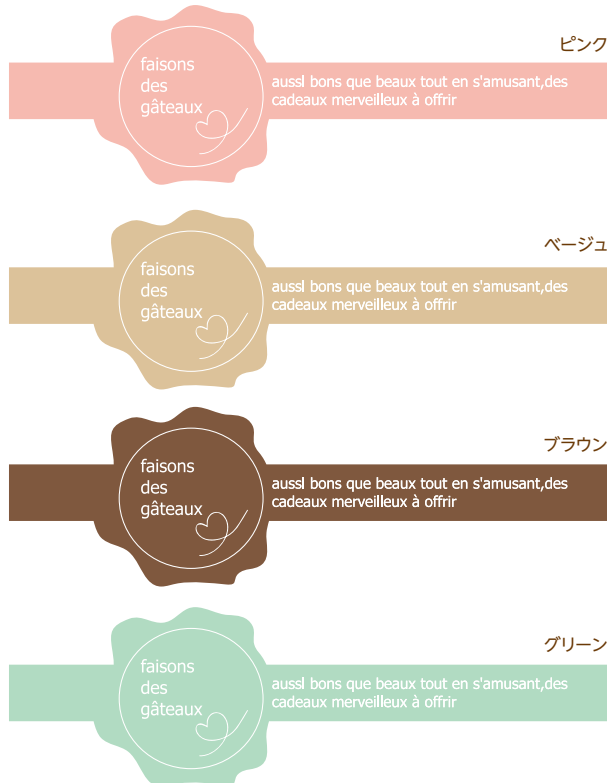 ピンク
faisons
des
gâteaux
aussl bons que beaux tout en s'amusant,des
cadeaux merveilleux à offrir
ベージュ
faisons
des
gâteaux
aussl bons que beaux tout en s'amusant,des
cadeaux merveilleux à offrir
ブラウン
faisons
des
gâteaux
aussl bons que beaux tout en s'amusant,des
cadeaux merveilleux à offrir
グリーン
faisons
des
gâteaux
aussl bons que beaux tout en s'amusant,des
cadeaux merveilleux à offrir